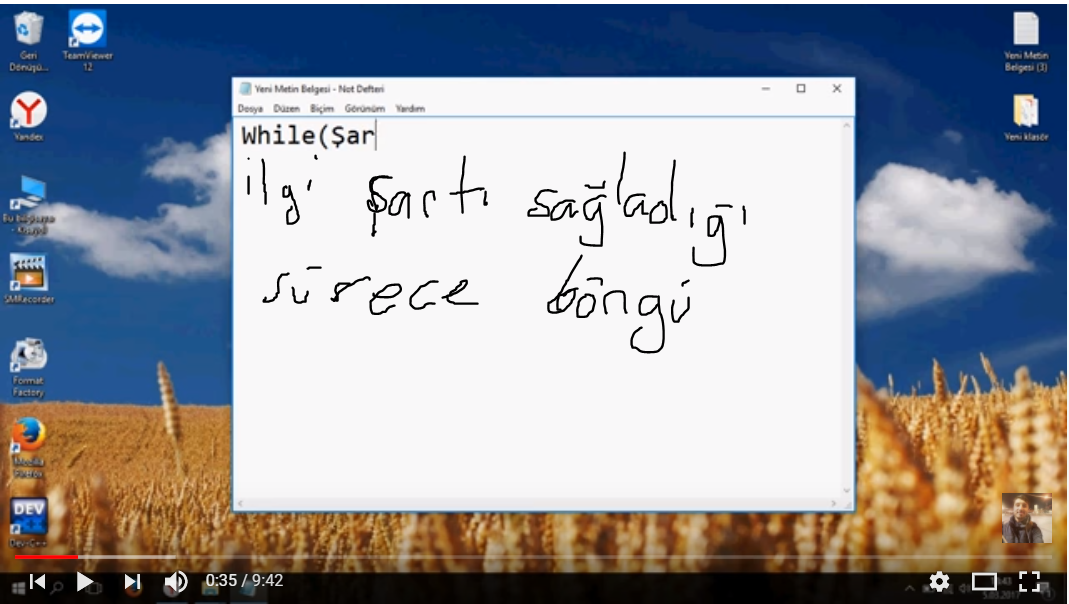 Geri Dönüşü...
TeamViewer 12
Yeni Metin Belgesi (3)
Yeni Metin Belgesi - Not Defteri
Dosya Düzen Biçim Görünüm Yardım
Yandex
Yeni klasör
While(Şar
ilgi şartı sağladığı
sürece böngü
Bu bilgisayar - Kısayol
SMRecorder
Format Factory
Mozilla Firefox
DEV C++
Dev-C++
0:35 / 9:42